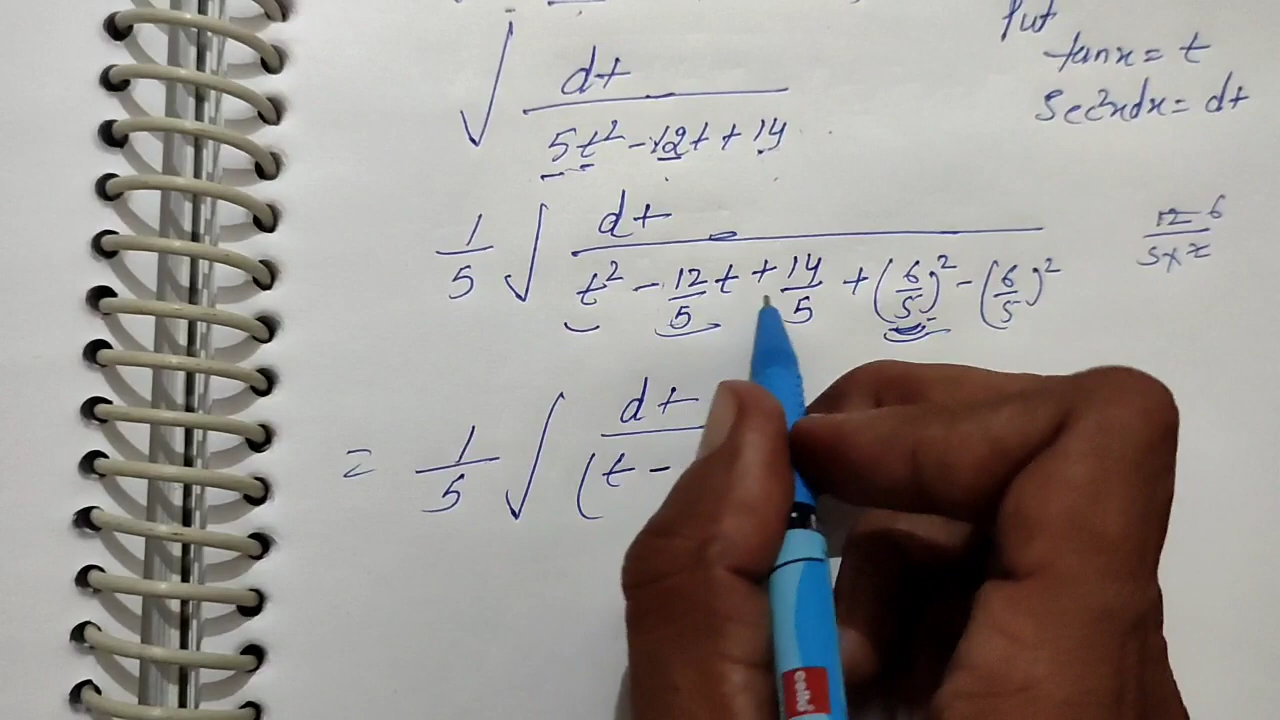 Put
tanx = t
Sec²xdx = dt
∫ dt / (5t² - 12t + 14)
1/5 ∫ dt / (t² - 12/5 t + 14/5 + (6/5)² - (6/5)²)
12 6 / 5×2
= 1/5 ∫ dt / (t -
cello